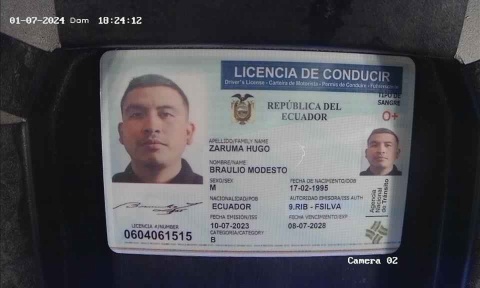 01-07-2024 Dom 18:24:12
LICENCIA DE CONDUCIR
Driver's License - Carteira de Motorista - Permis de Conduire -
REPÚBLICA DEL
ECUADOR
TIPO DE
SANGRE
O+
APELLIDO/FAMILY NAME
ZARUMA HUGO
NOMBRE/NAME
BRAULIO MODESTO
SEXO/SEX
FECHA DE NACIMIENTO/DOB
M
17-02-1995
NACIONALIDAD/POB
AUTORIDAD EMISORA/ISS AUTH
ECUADOR
9.RIB - FSILVA
FECHA EMISIÓN/ISS
FECHA VENCIMIENTO/EXP
10-07-2023
08-07-2028
CATEGORIA/CATEGORY
B
LICENCIA #/NUMBER
0604061515
Agencia
Nacional
de Tránsito
Camera 02